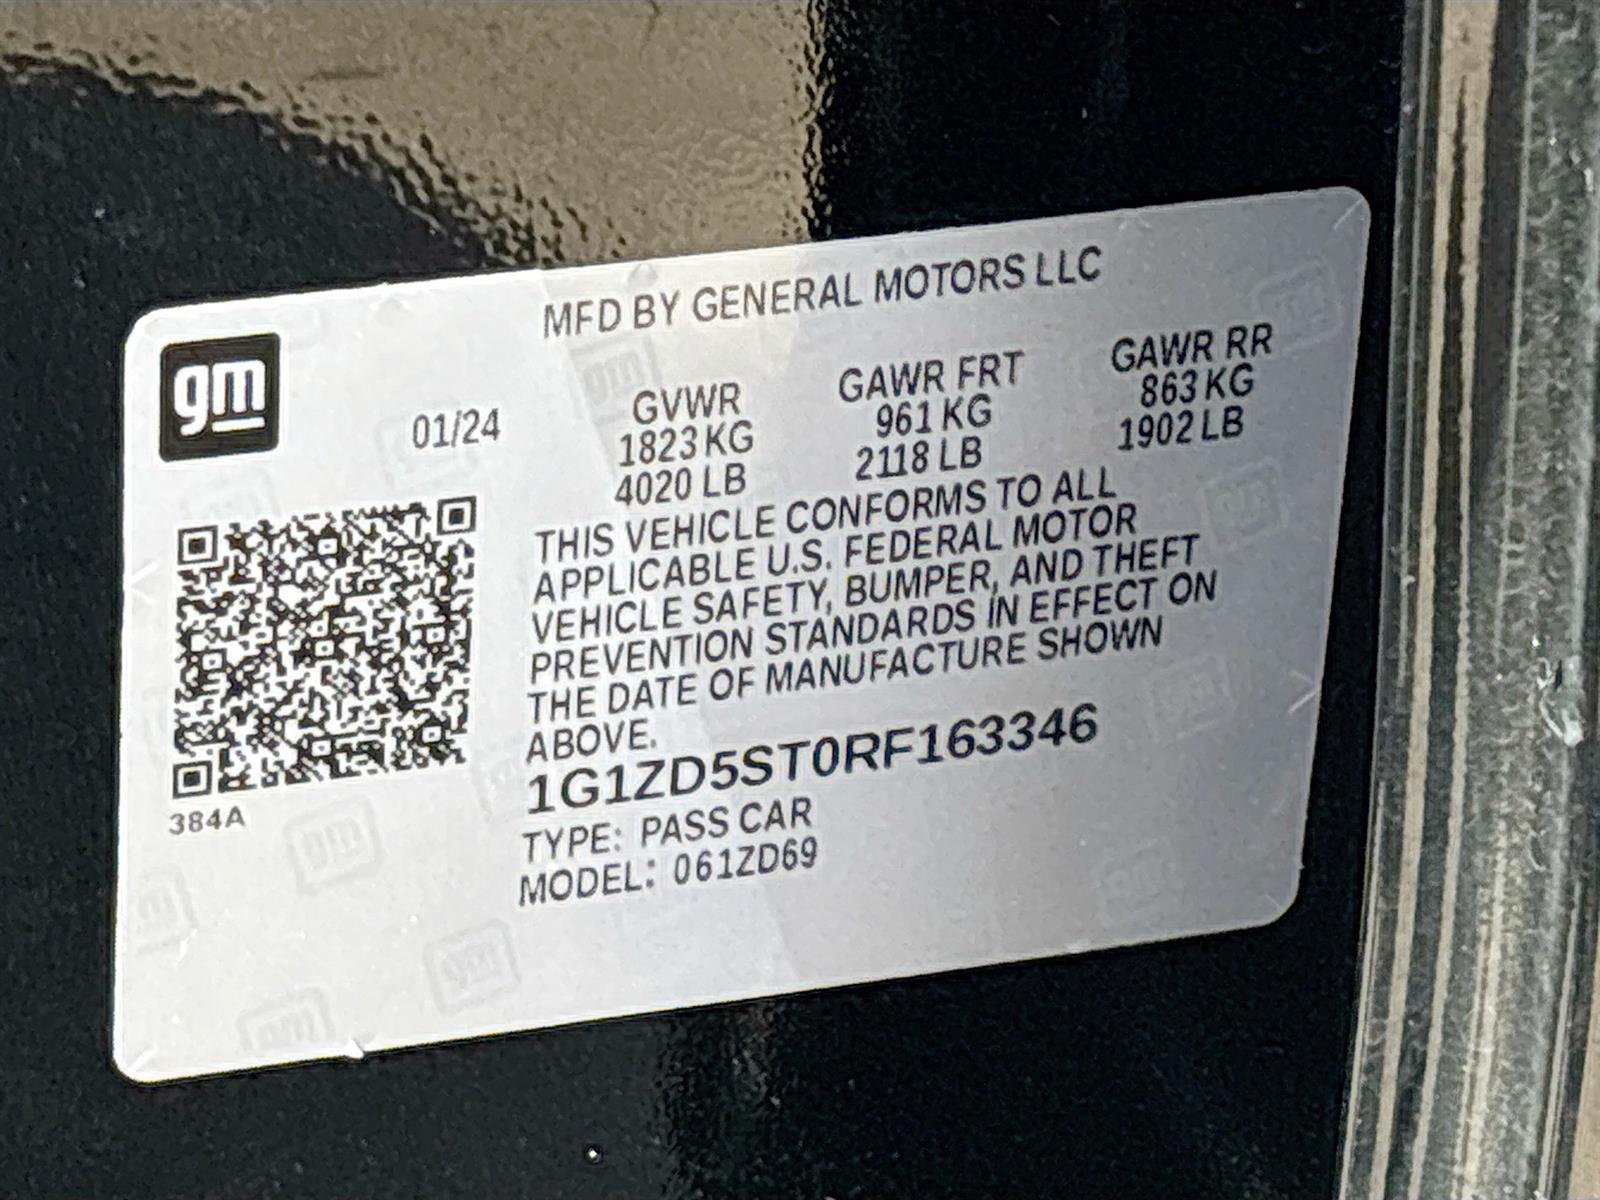 MFD BY GENERAL MOTORS LLC
gm
01/24
GVWR
1823 KG
4020 LB
GAWR FRT
961 KG
2118 LB
GAWR RR
863 KG
1902 LB
THIS VEHICLE CONFORMS TO ALL
APPLICABLE U.S. FEDERAL MOTOR
VEHICLE SAFETY, BUMPER, AND THEFT
PREVENTION STANDARDS IN EFFECT ON
THE DATE OF MANUFACTURE SHOWN
ABOVE.
1G1ZD5ST0RF163346
TYPE: PASS CAR
MODEL: 061ZD69
384A